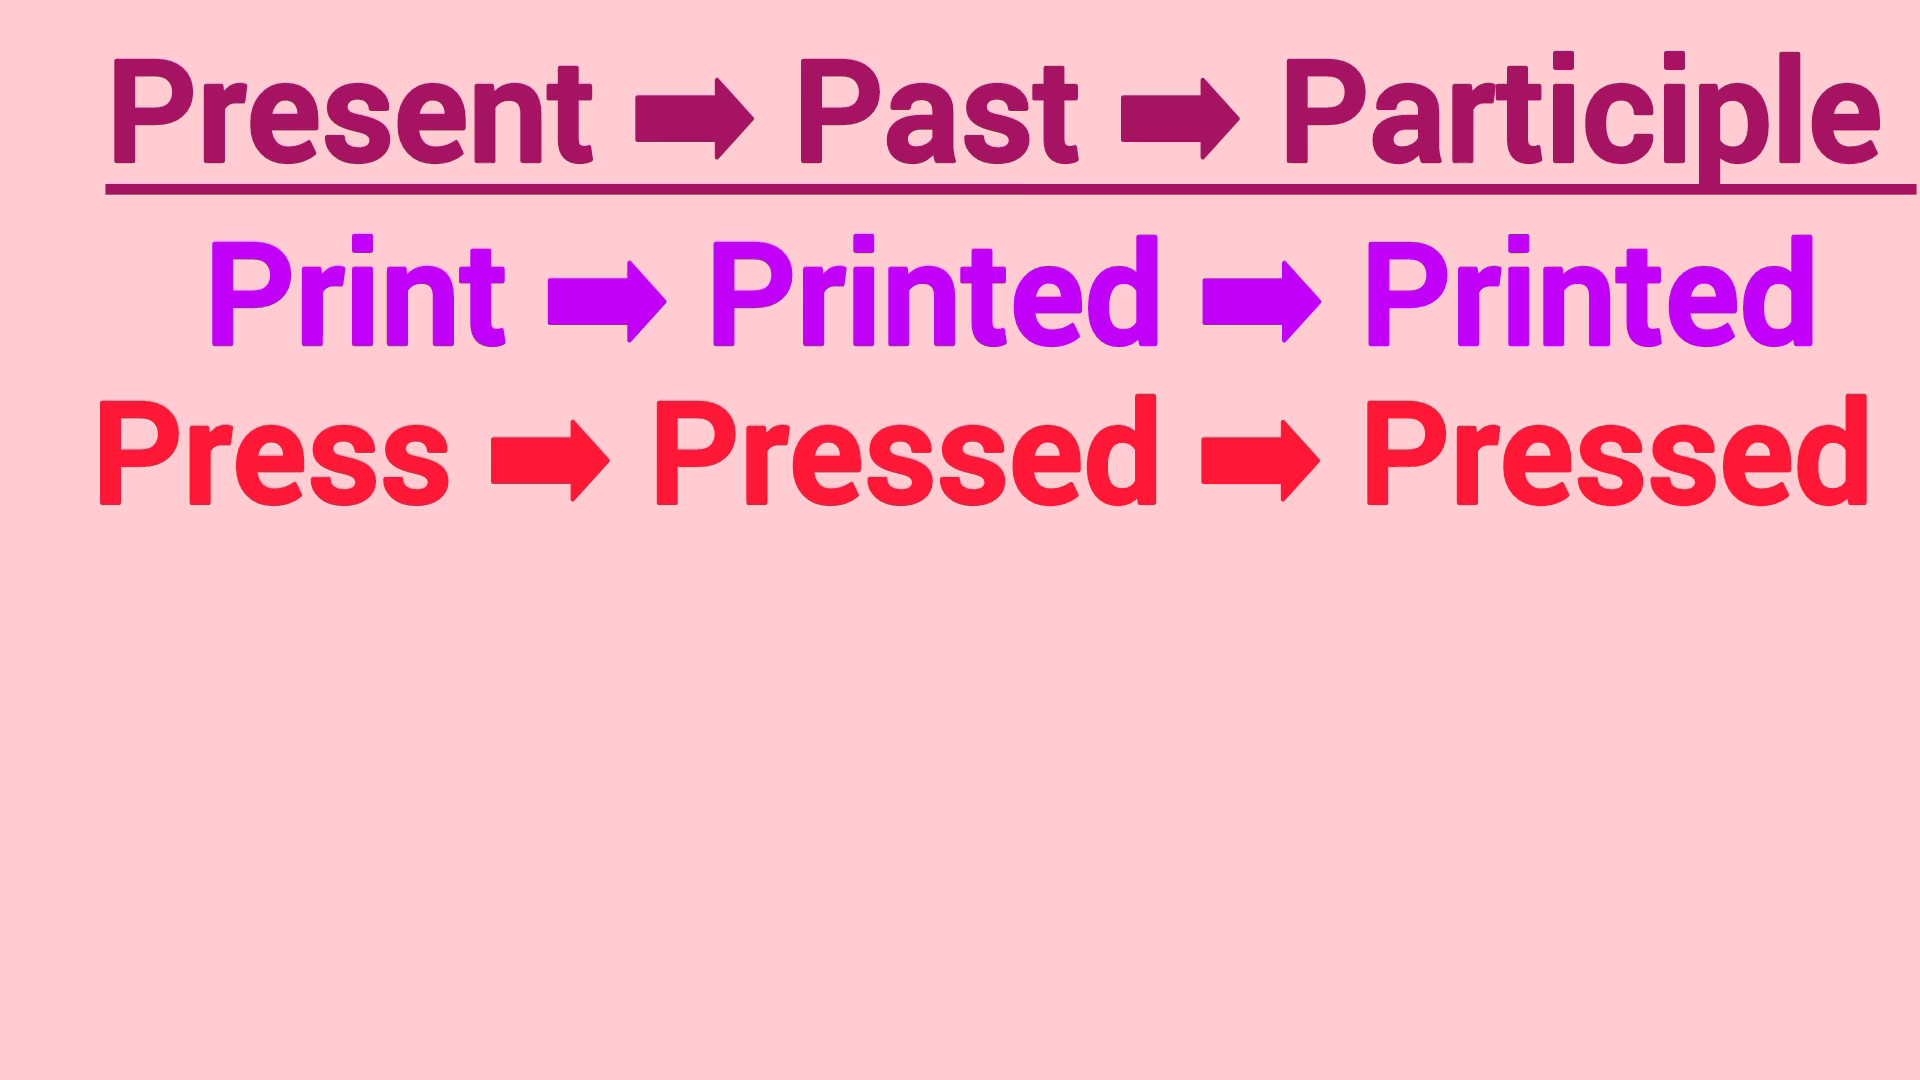 Present ➡ Past ➡ Participle
Print ➡ Printed ➡ Printed
Press ➡ Pressed ➡ Pressed